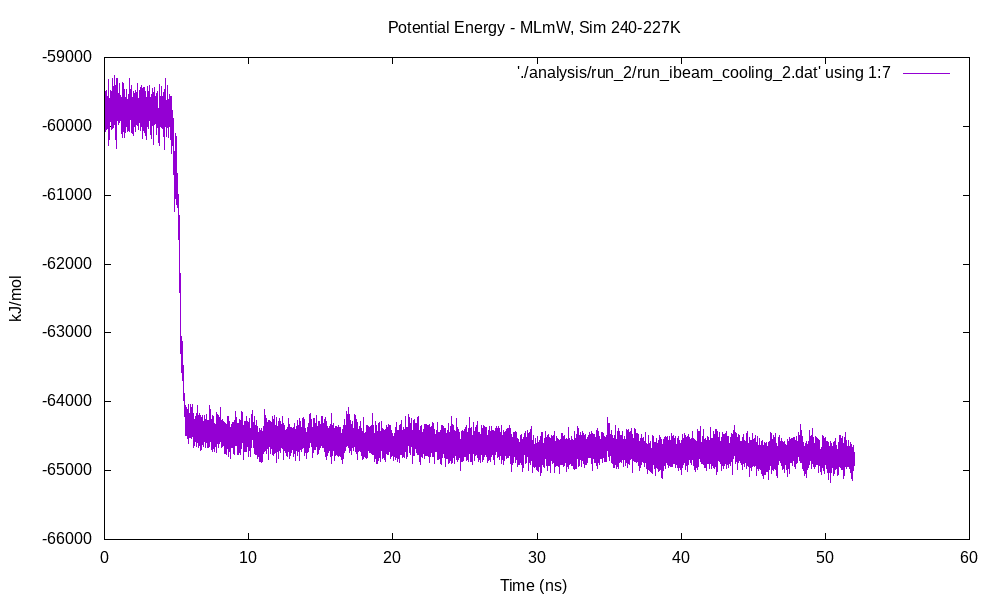 Potential Energy - MLmW, Sim 240-227K
'./analysis/run_2/run_ibeam_cooling_2.dat' using 1:7
-59000
-60000
-61000
-62000
-63000
-64000
-65000
-66000
kJ/mol
0 10 20 30 40 50 60
Time (ns)